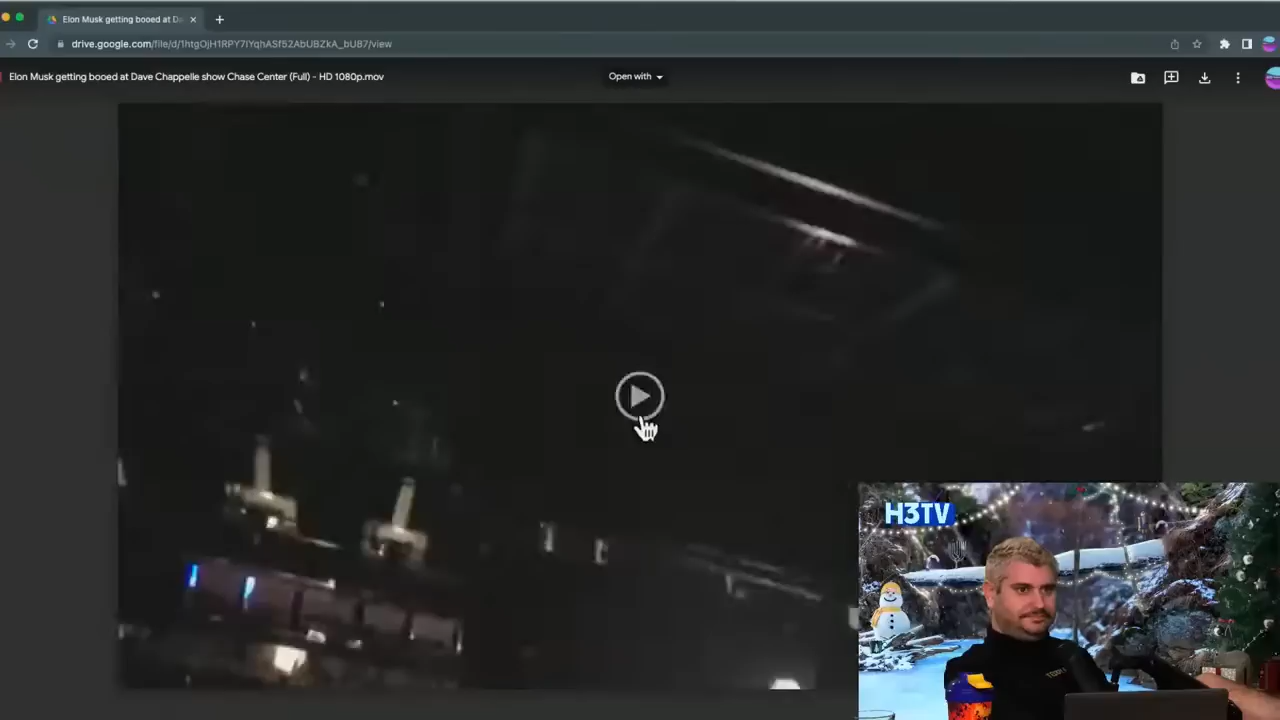 Elon Musk getting booed at Da
drive.google.com/file/d/1htgOjH1RPY7IYqhASf52AbUBZkA_bU87/view
Elon Musk getting booed at Dave Chappelle show Chase Center (Full) - HD 1080p.mov
Open with
H3TV